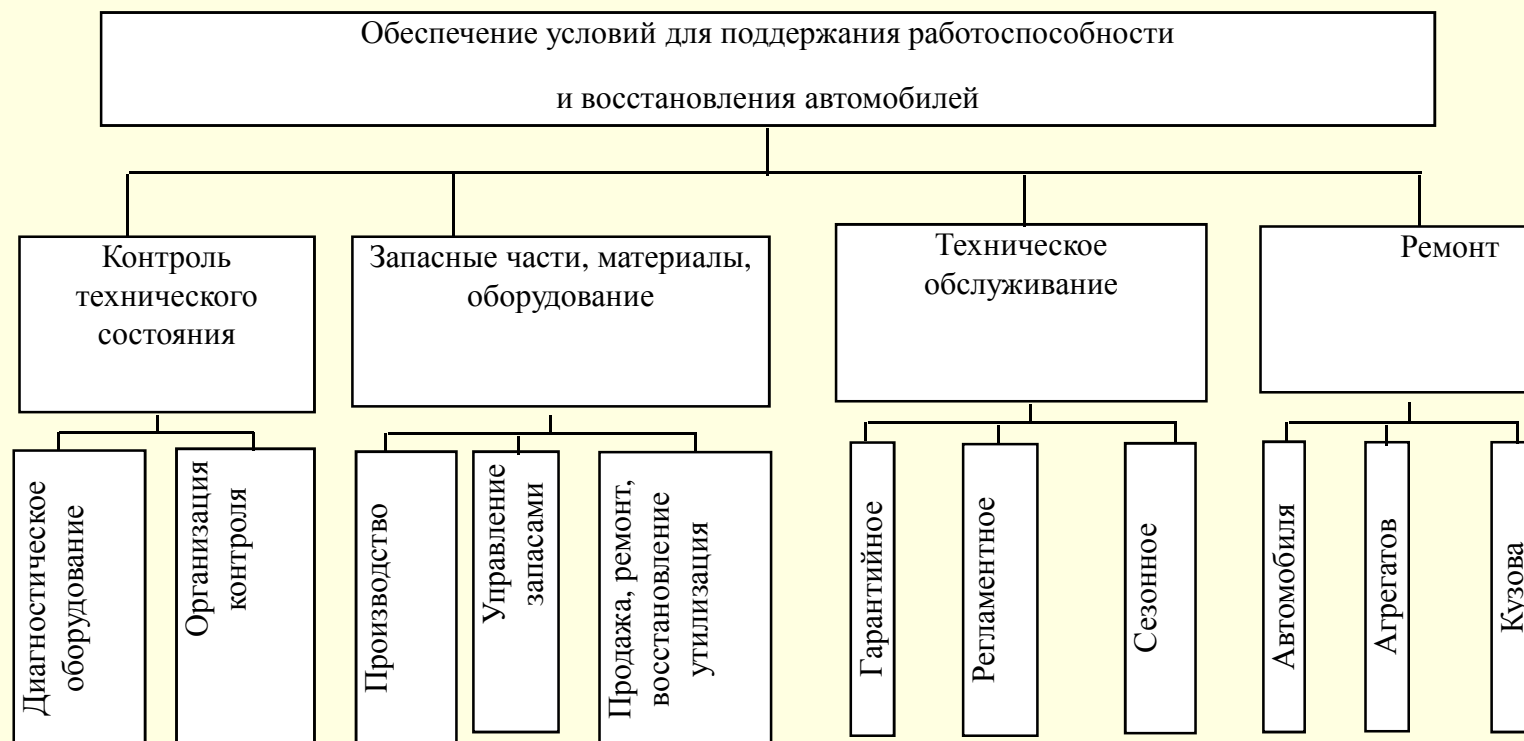 Обеспечение условий для поддержания работоспособности
и восстановления автомобилей
Контроль
технического
состояния
Запасные части, материалы,
оборудование
Техническое
обслуживание
Ремонт
Диагностическое
оборудование
Организация
контроля
Производство
Управление
запасами
Продажа, ремонт,
восстановление
утилизация
Гарантийное
Регламентное
Сезонное
Автомобиля
Агрегатов
Кузова